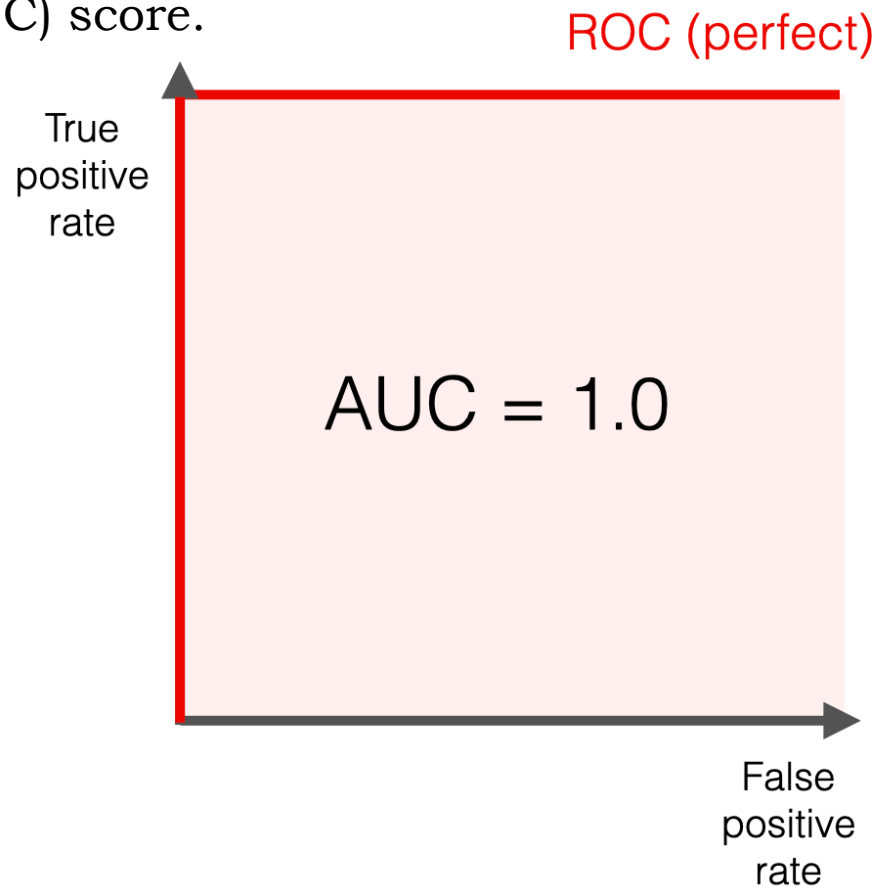 C) score.
ROC (perfect)
True
positive
rate
AUC = 1.0
False
positive
rate